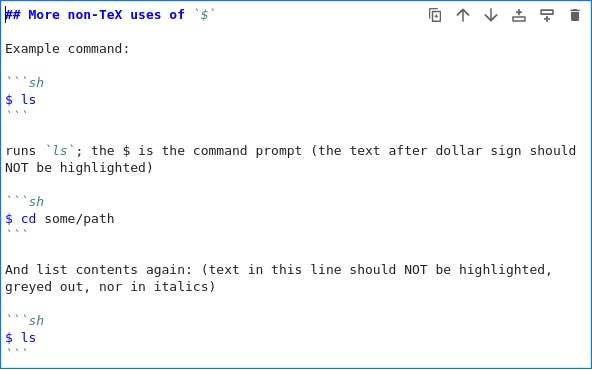 ## More non-TeX uses of `$`
Example command:
```sh
$ ls
```
runs `ls`; the $ is the command prompt (the text after dollar sign should
NOT be highlighted)
```sh
$ cd some/path
```
And list contents again: (text in this line should NOT be highlighted,
greyed out, nor in italics)
```sh
$ ls
```